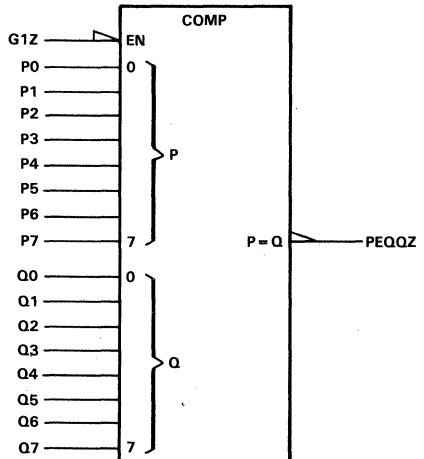 COMP
G1Z EN
P0 0
P1
P2
P3
P4
P
P5
P6
P7 7
P = Q PEQQZ
Q0 0
Q1
Q2
Q3
Q4
Q
Q5
Q6
Q7 7